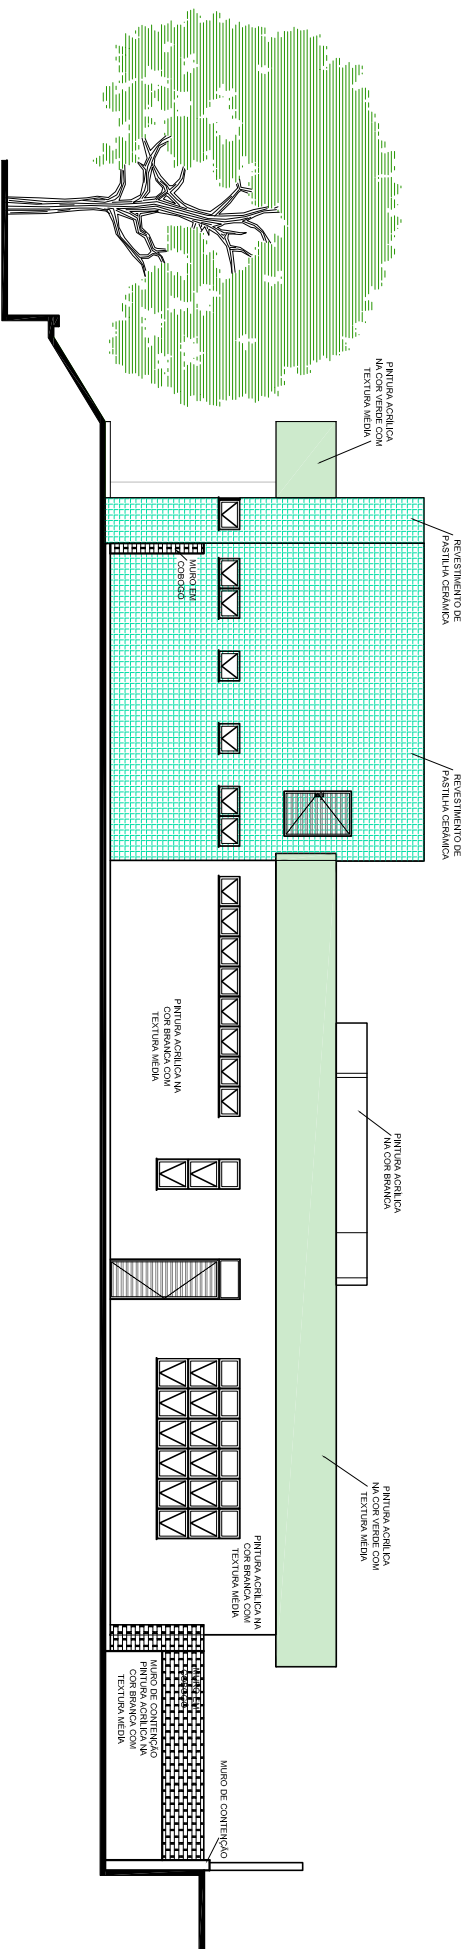 PINTURA ACRÍLICA
NA COR VERDE COM
TEXTURA MÉDIA
REVESTIMENTO DE
PASTILHA CERÂMICA
MURO EM
COBOGO
REVESTIMENTO DE
PASTILHA CERÂMICA
PINTURA ACRÍLICA NA
COR BRANCA COM
TEXTURA MÉDIA
PINTURA ACRÍLICA
NA COR BRANCA
PINTURA ACRÍLICA
NA COR VERDE COM
TEXTURA MÉDIA
PINTURA ACRÍLICA NA
COR BRANCA COM
TEXTURA MÉDIA
MURO EM
MURO DE CONTENÇÃO
PINTURA ACRÍLICA NA
COR BRANCA COM
TEXTURA MÉDIA
MURO DE CONTENÇÃO